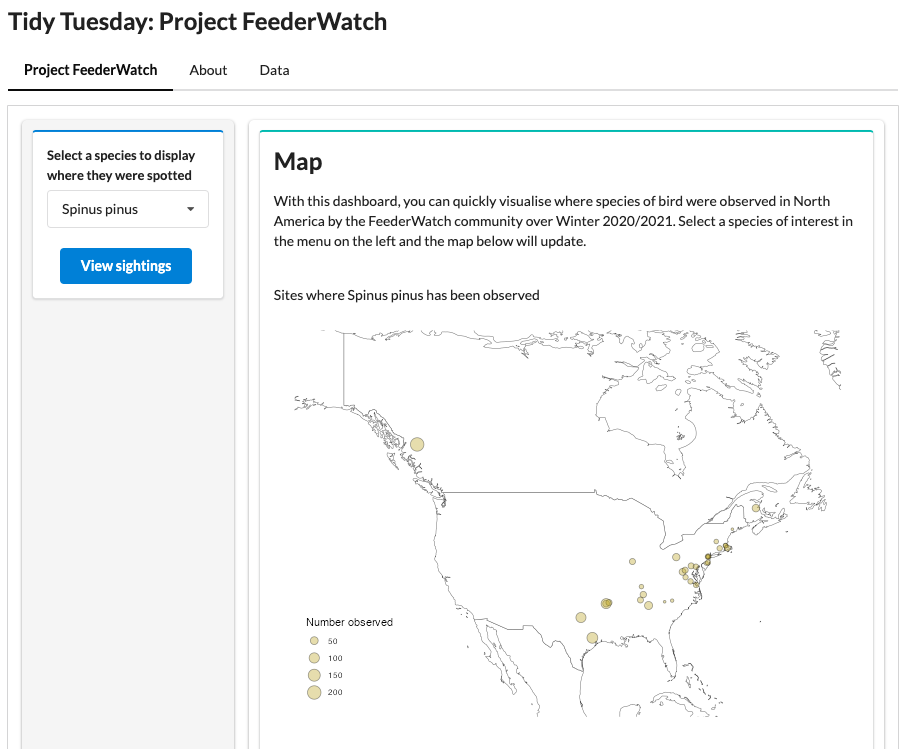 Tidy Tuesday: Project FeederWatch
Project FeederWatch
About
Data
Select a species to display
where they were spotted
Spinus pinus
View sightings
Map
With this dashboard, you can quickly visualise where species of bird were observed in North
America by the FeederWatch community over Winter 2020/2021. Select a species of interest in
the menu on the left and the map below will update.
Sites where Spinus pinus has been observed
Number observed
50
100
150
200